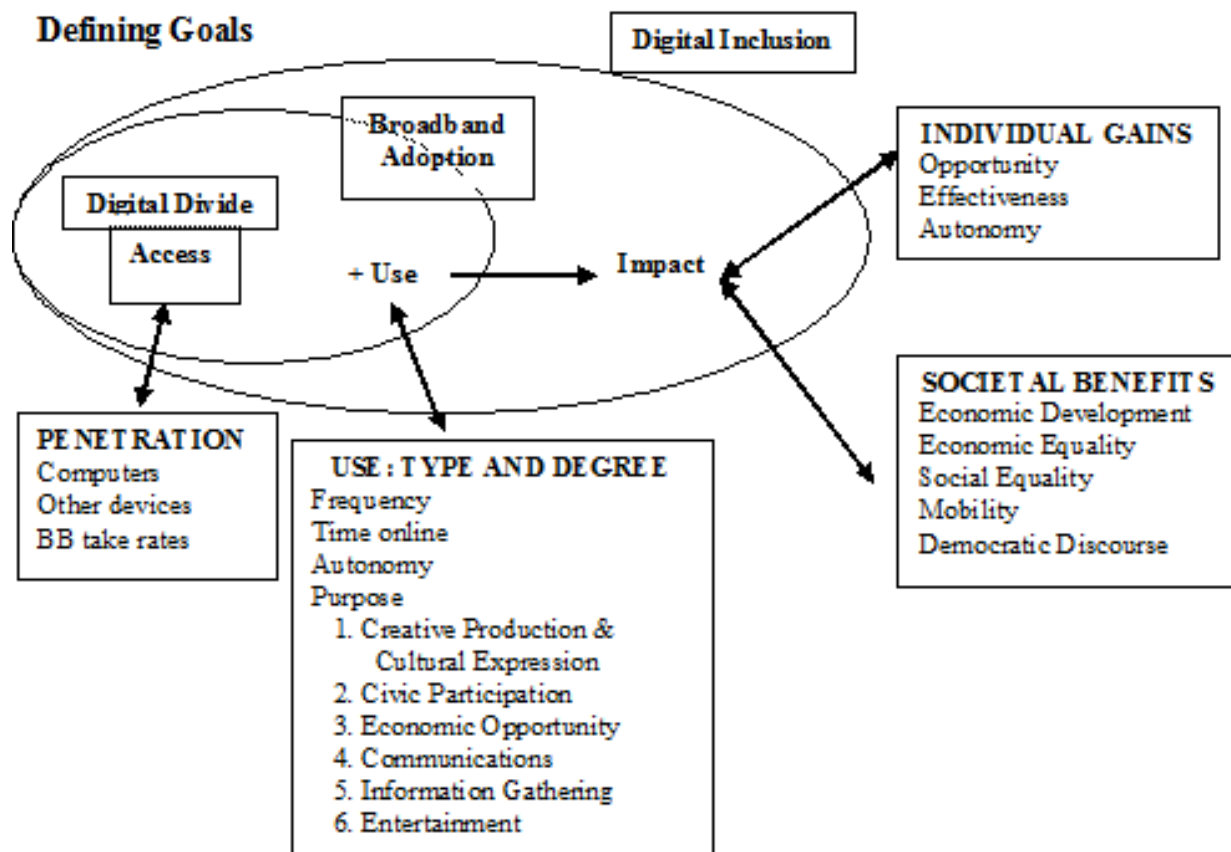 Defining Goals
Digital Inclusion
Broadband
Adoption
Digital Divide
Access
+ Use
Impact
INDIVIDUAL GAINS
Opportunity
Effectiveness
Autonomy
SOCIETAL BENEFITS
Economic Development
Economic Equality
Social Equality
Mobility
Democratic Discourse
PENETRATION
Computers
Other devices
BB take rates
USE: TYPE AND DEGREE
Frequency
Time online
Autonomy
Purpose
1. Creative Production &
Cultural Expression
2. Civic Participation
3. Economic Opportunity
4. Communications
5. Information Gathering
6. Entertainment